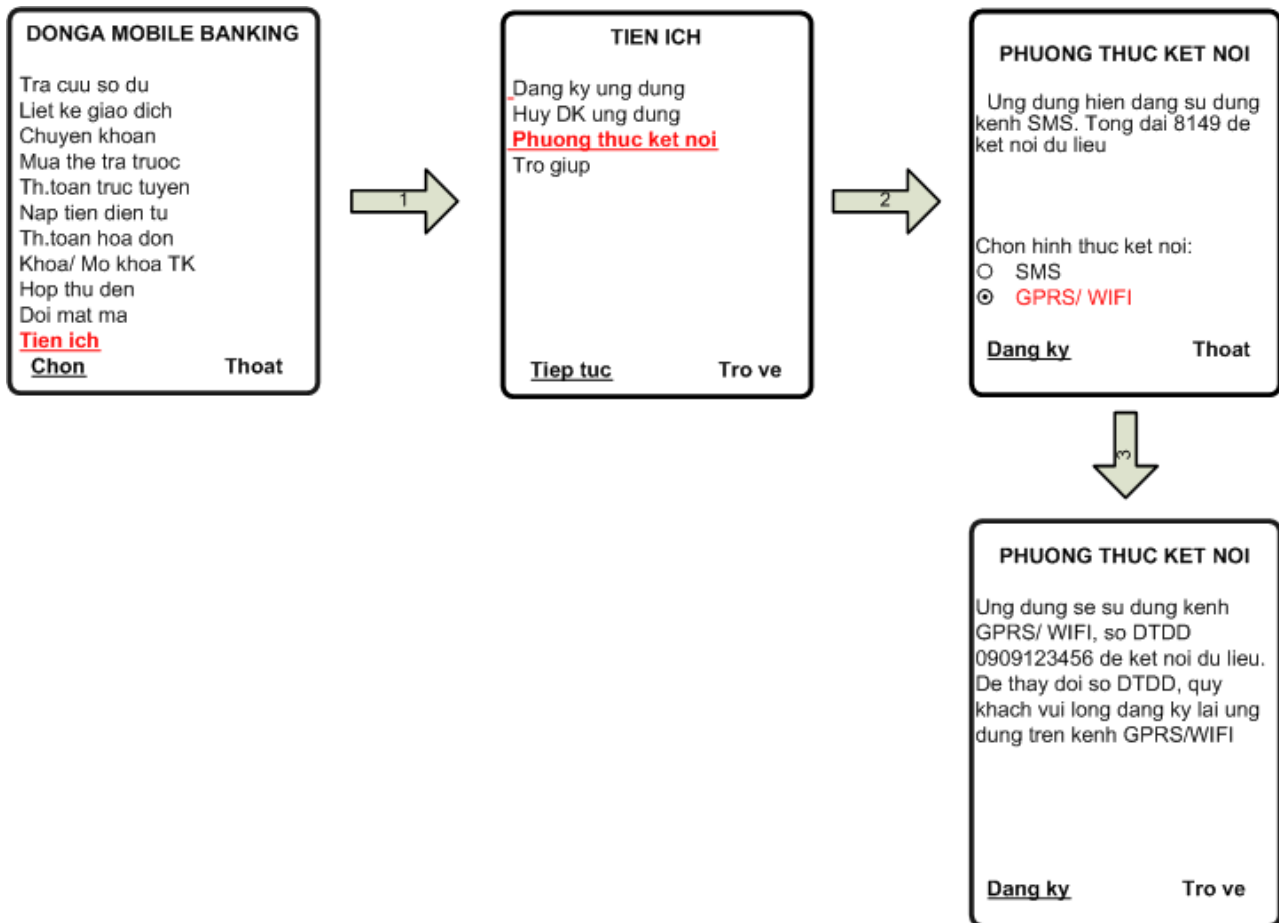 DONGA MOBILE BANKING
Tra cuu so du
Liet ke giao dich
Chuyen khoan
Mua the tra truoc
Th.toan truc tuyen
Nap tien dien tu
Th.toan hoa don
Khoa/ Mo khoa TK
Hop thu den
Doi mat ma
Tien ich
Chon Thoat
1
TIEN ICH
Dang ky ung dung
Huy DK ung dung
Phuong thuc ket noi
Tro giup
Tiep tuc Tro ve
2
PHUONG THUC KET NOI
Ung dung hien dang su dung
kenh SMS. Tong dai 8149 de
ket noi du lieu
Chon hinh thuc ket noi:
SMS
GPRS/ WIFI
Dang ky Thoat
3
PHUONG THUC KET NOI
Ung dung se su dung kenh
GPRS/ WIFI, so DTDD
0909123456 de ket noi du lieu.
De thay doi so DTDD, quy
khach vui long dang ky lai ung
dung tren kenh GPRS/WIFI
Dang ky Tro ve